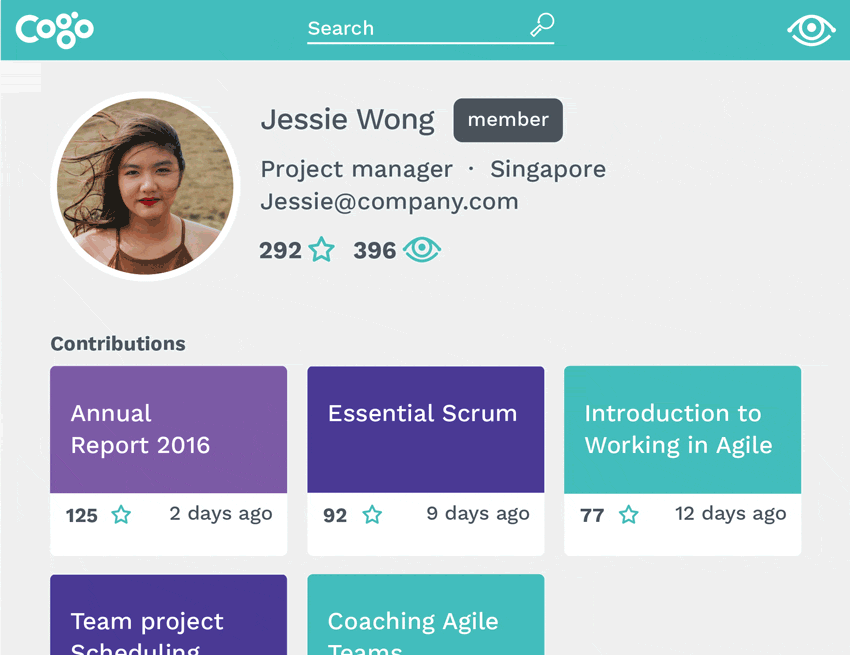 Cogo
Search
Jessie Wong member
Project manager · Singapore
Jessie@company.com
292 396
Contributions
Annual
Report 2016
125 2 days ago
Essential Scrum
92 9 days ago
Introduction to
Working in Agile
77 12 days ago
Team project
Scheduling
Coaching Agile
Teams